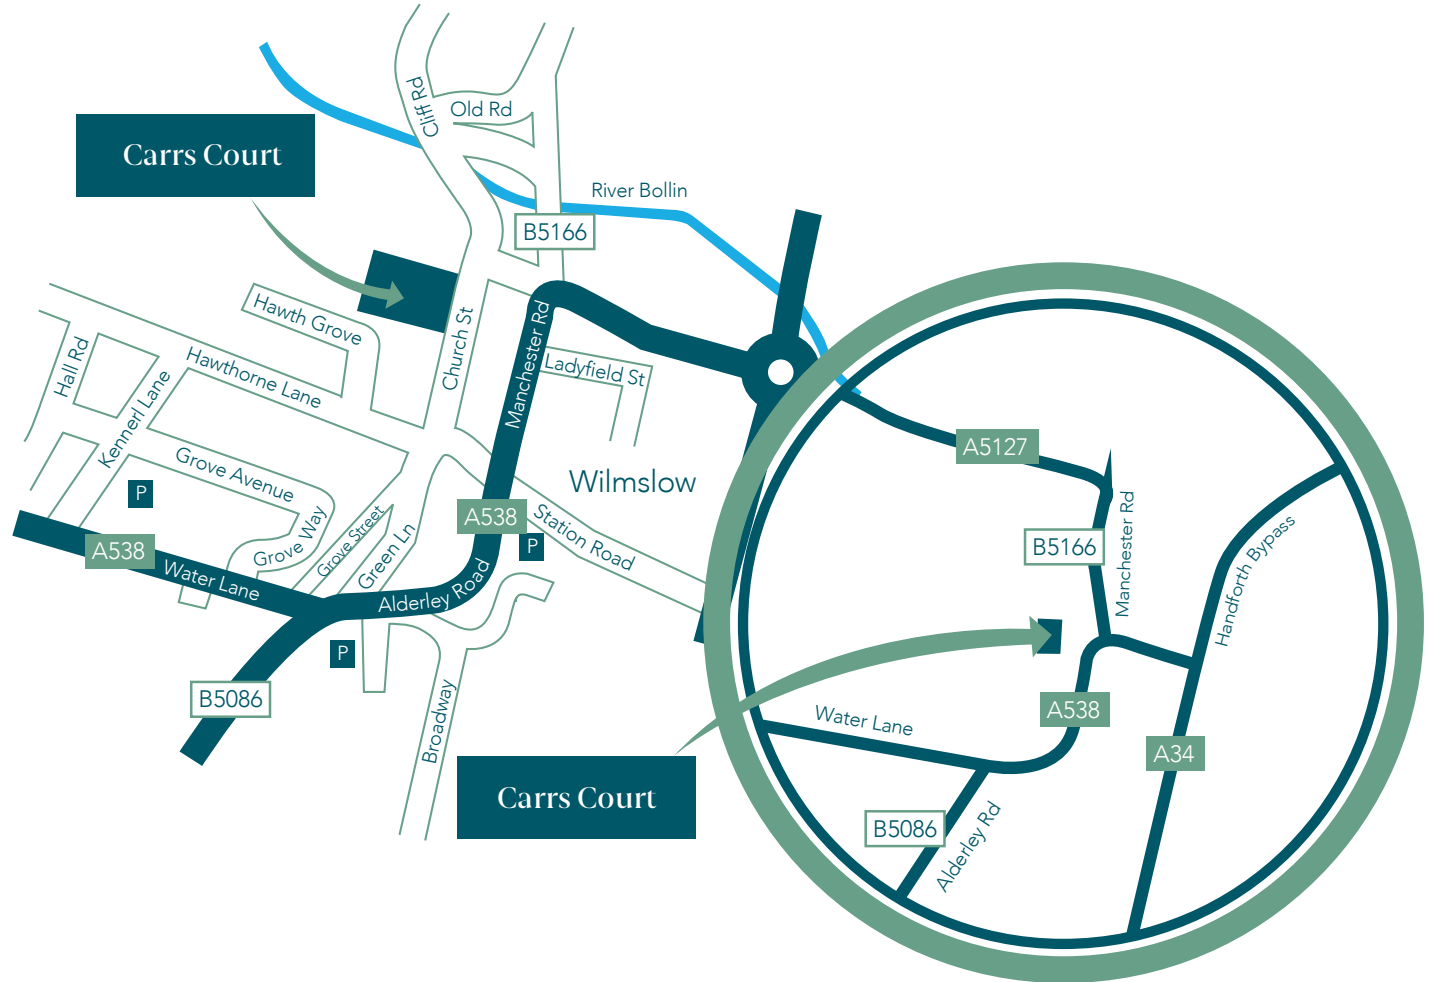 Cliff Rd
Old Rd
Carrs Court
River Bollin
B5166
Hawth Grove
Church St
Manchester Rd
Hall Rd
Hawthorne Lane
Ladyfield St
Kennerl Lane
Grove Avenue
Wilmslow
P
A538
Station Road
P
A538
Water Lane
Grove Way
Grove Street
Green Ln
Alderley Road
P
B5086
Broadway
Carrs Court
A5127
B5166
Manchester Rd
Handforth Bypass
Water Lane
A538
A34
B5086
Alderley Rd